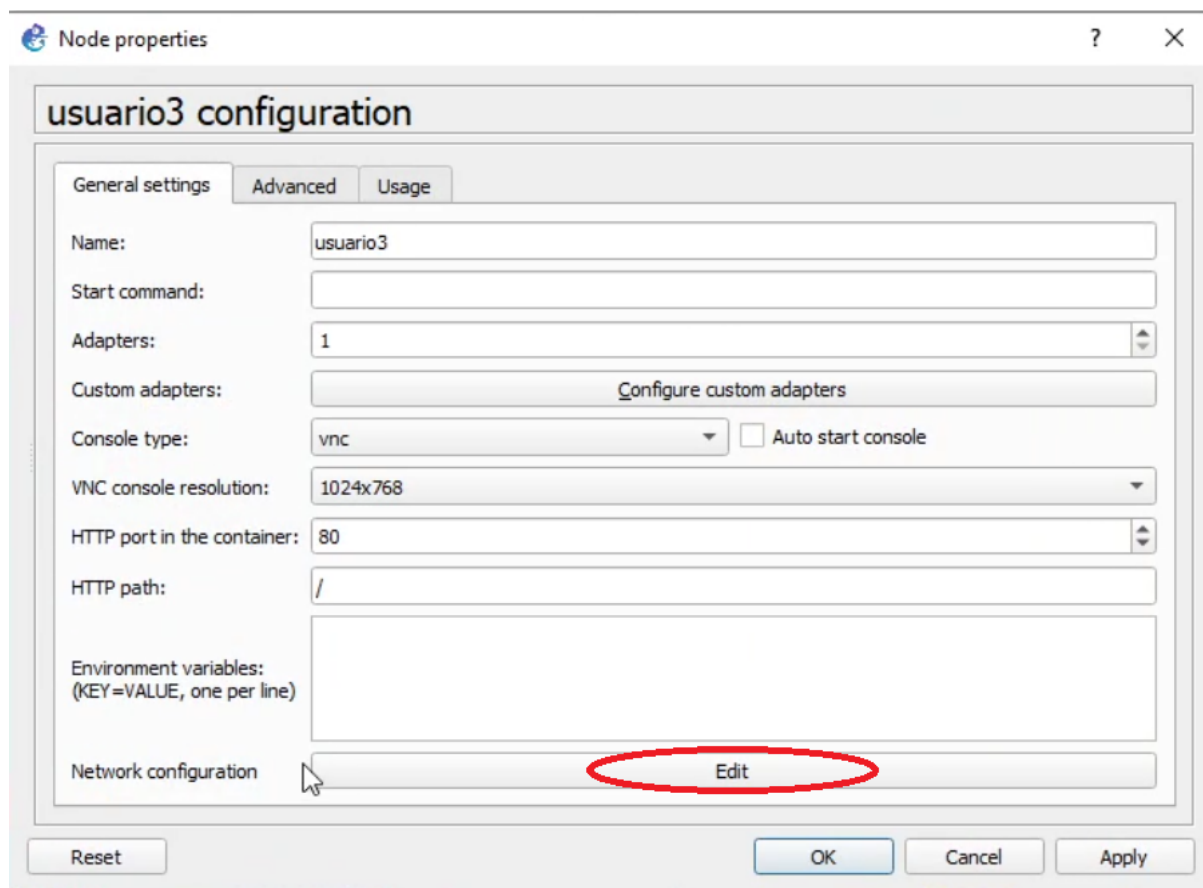 Node properties
?
usuario3 configuration
General settings Advanced Usage
Name: usuario3
Start command:
Adapters: 1
Custom adapters: Configure custom adapters
Console type: vnc Auto start console
VNC console resolution: 1024x768
HTTP port in the container: 80
HTTP path: /
Environment variables:
(KEY=VALUE, one per line)
Network configuration Edit
Reset OK Cancel Apply